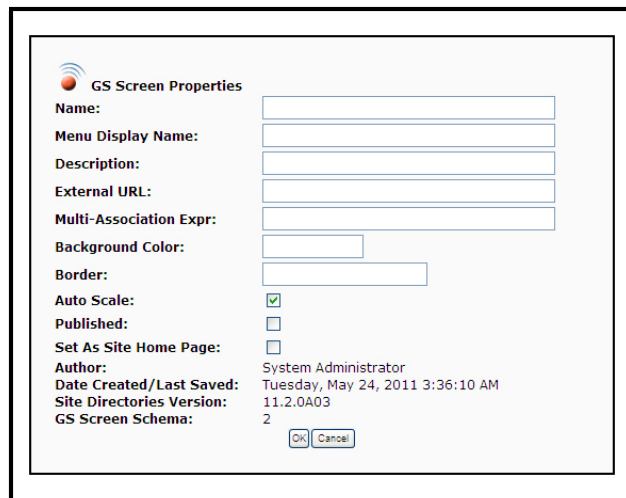 GS Screen Properties
Name:
Menu Display Name:
Description:
External URL:
Multi-Association Expr:
Background Color:
Border:
Auto Scale:
Published:
Set As Site Home Page:
Author: System Administrator
Date Created/Last Saved: Tuesday, May 24, 2011 3:36:10 AM
Site Directories Version: 11.2.0A03
GS Screen Schema: 2
OK Cancel